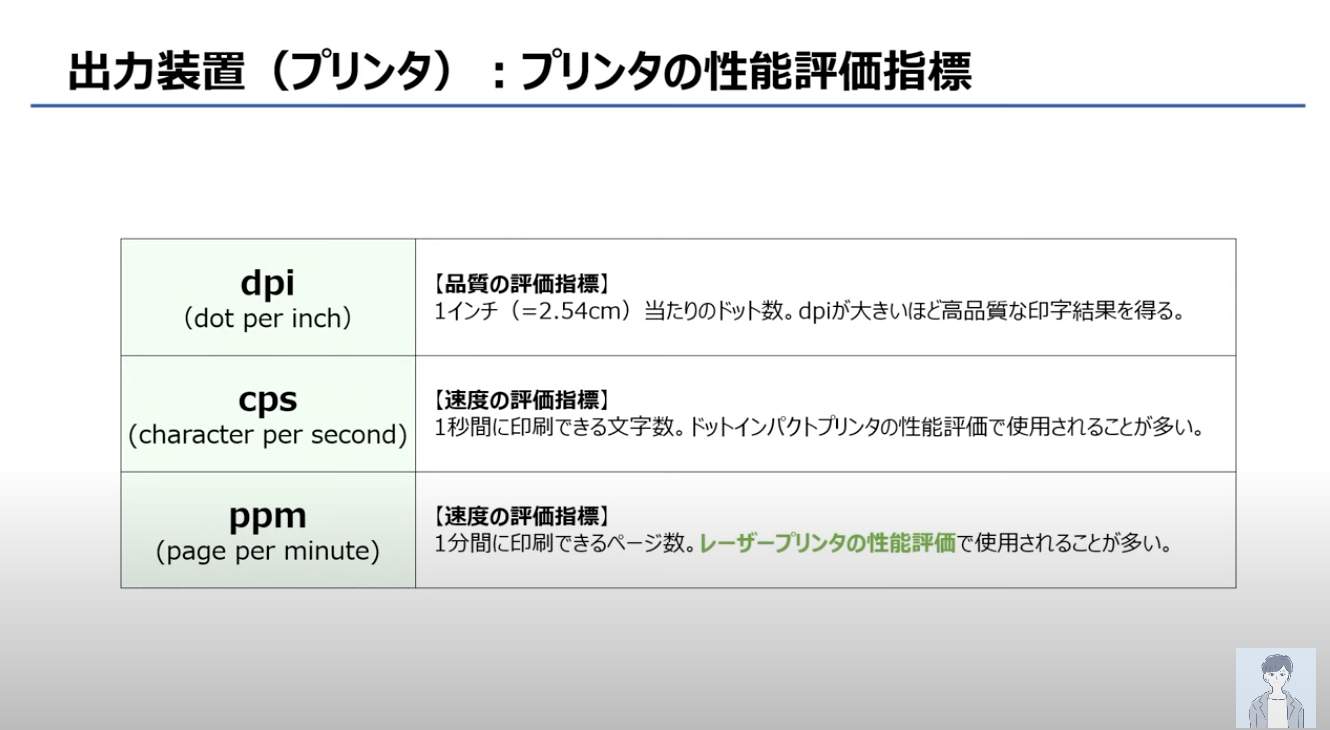 出力装置（プリンタ）：プリンタの性能評価指標
dpi
（dot per inch）
【品質の評価指標】
1インチ（=2.54cm）当たりのドット数。dpiが大きいほど高品質な印字結果を得る。
cps
（character per second）
【速度の評価指標】
1秒間に印刷できる文字数。ドットインパクトプリンタの性能評価で使用されることが多い。
ppm
（page per minute）
【速度の評価指標】
1分間に印刷できるページ数。レーザープリンタの性能評価で使用されることが多い。